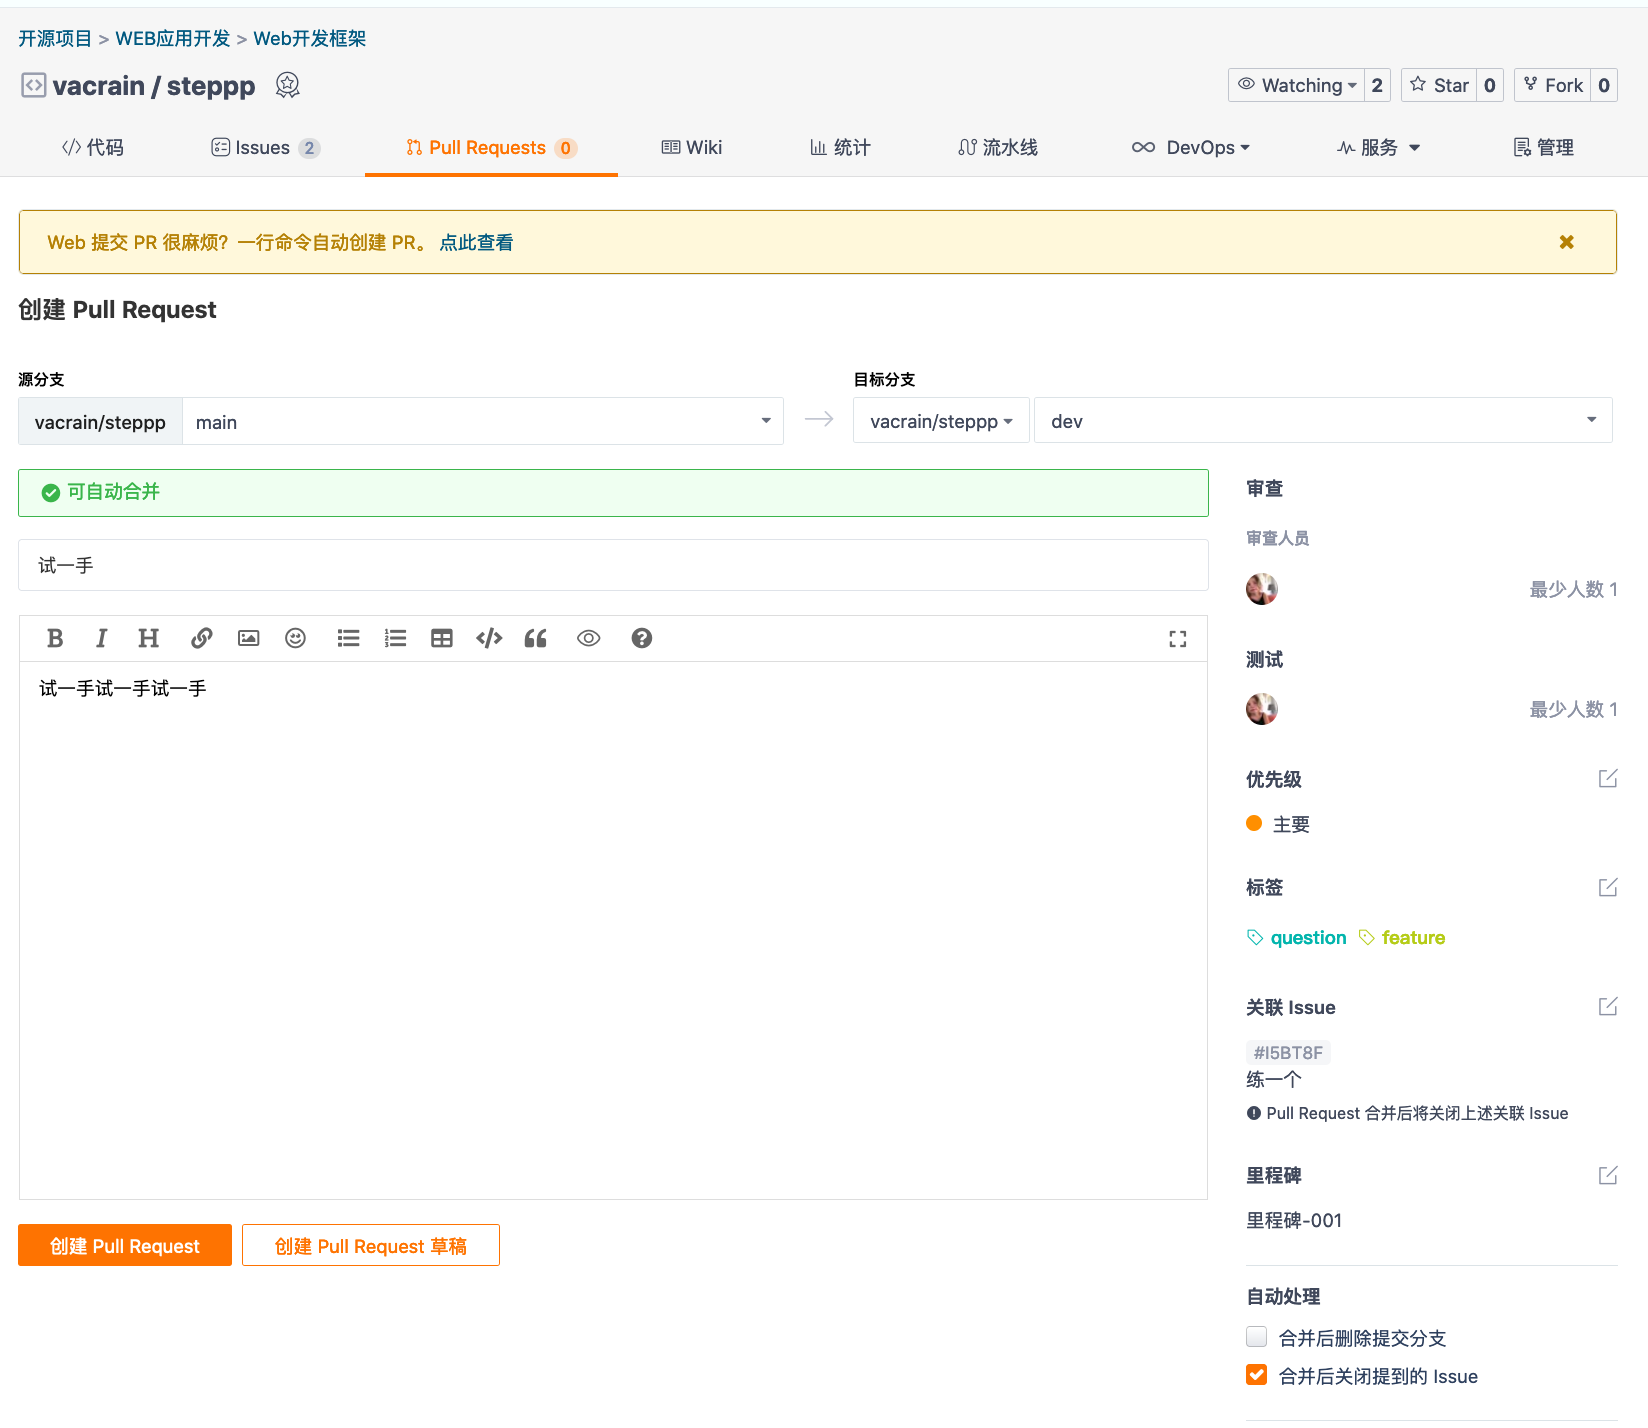 开源项目 > WEB应用开发 > Web开发框架
vacrain / steppp
Watching 2 Star 0 Fork 0
代码 Issues 2 Pull Requests 0 Wiki 统计 流水线 DevOps 服务 管理
Web 提交 PR 很麻烦？一行命令自动创建 PR。 点此查看
创建 Pull Request
源分支
vacrain/steppp main
目标分支
vacrain/steppp dev
可自动合并
试一手
B I H
试一手试一手试一手
创建 Pull Request 创建 Pull Request 草稿
审查
审查人员
最少人数 1
测试
最少人数 1
优先级
主要
标签
question feature
关联 Issue
#I5BT8F
练一个
Pull Request 合并后将关闭上述关联 Issue
里程碑
里程碑-001
自动处理
合并后删除提交分支
合并后关闭提到的 Issue